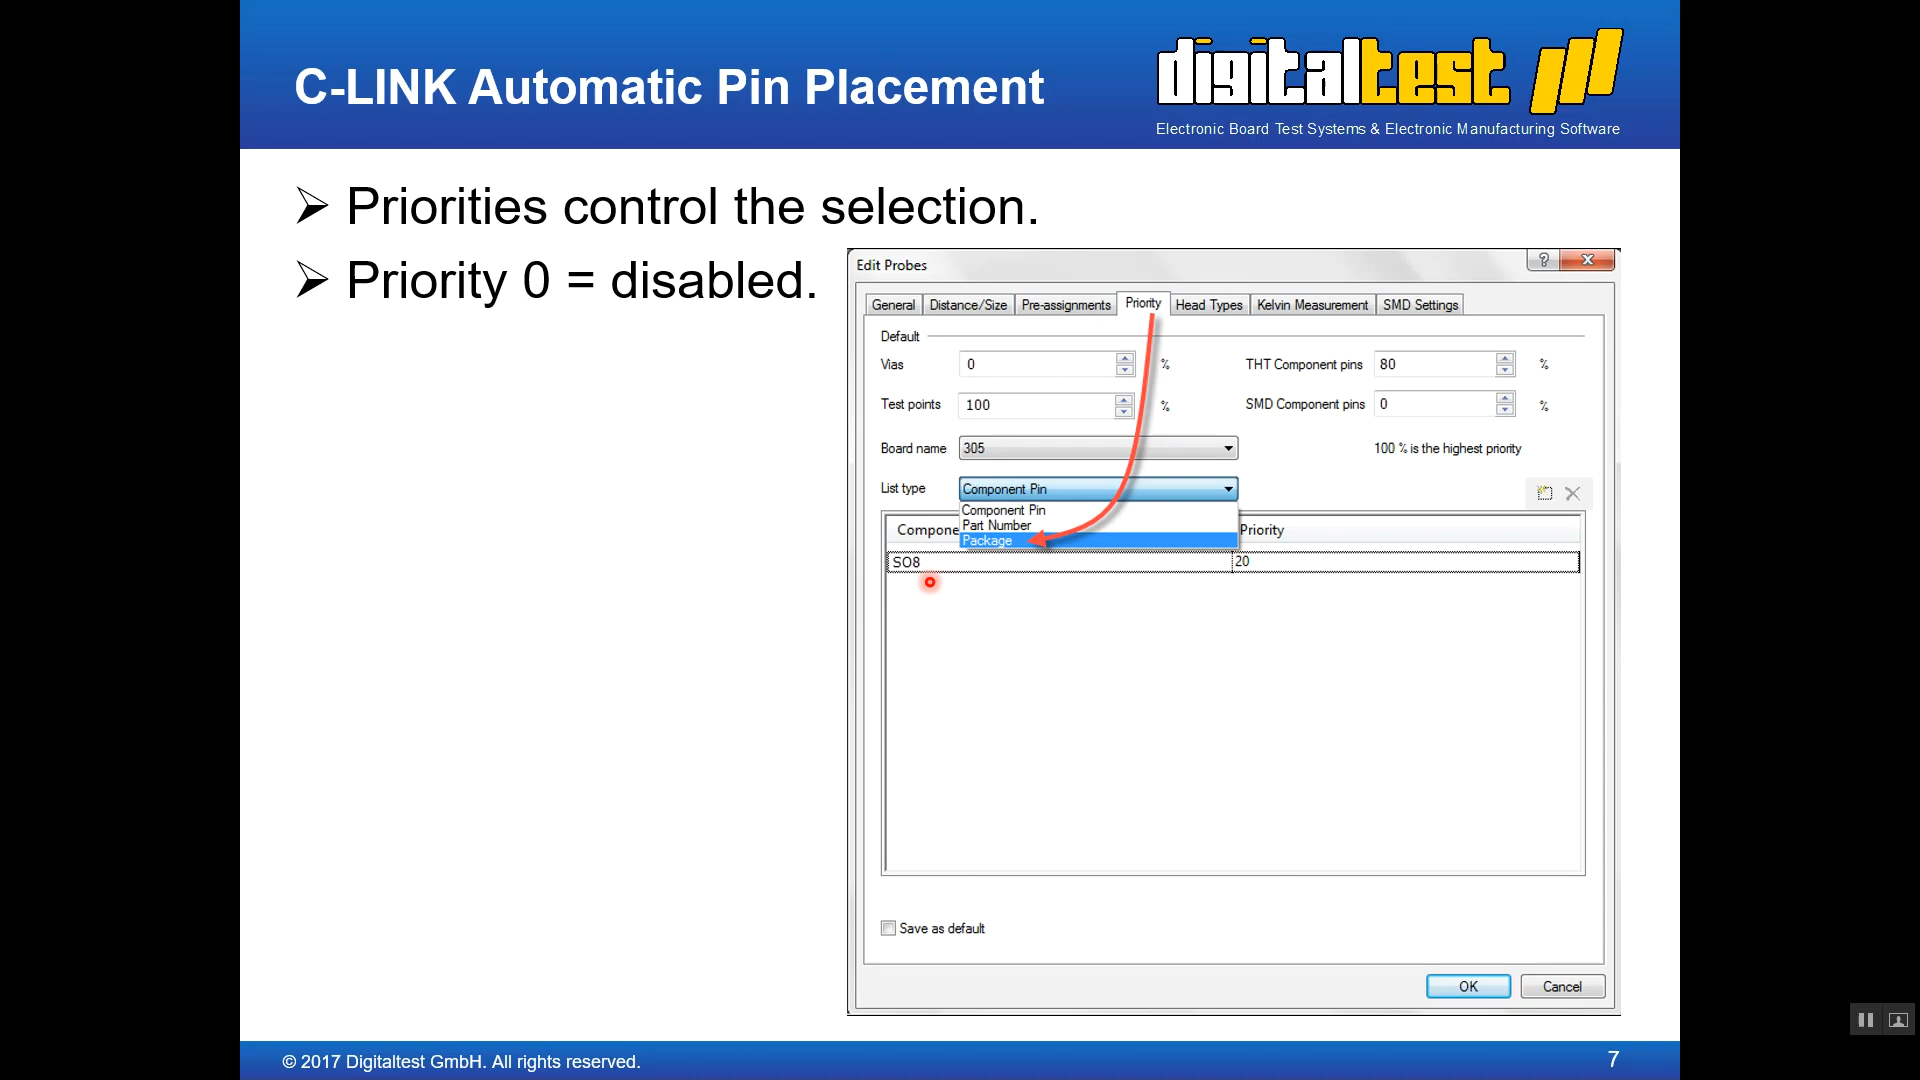 C-LINK Automatic Pin Placement
digitaltest
Electronic Board Test Systems & Electronic Manufacturing Software
Priorities control the selection.
Priority 0 = disabled.
Edit Probes
General Distance/Size Pre-assignments Priority Head Types Kelvin Measurement SMD Settings
Default
Vias 0 % THT Component pins 80 %
Test points 100 % SMD Component pins 0 %
Board name 305 100 % is the highest priority
List type Component Pin
Component Pin
Part Number
Package
Compone Priority
SO8 20
Save as default
OK Cancel
© 2017 Digitaltest GmbH. All rights reserved. 7